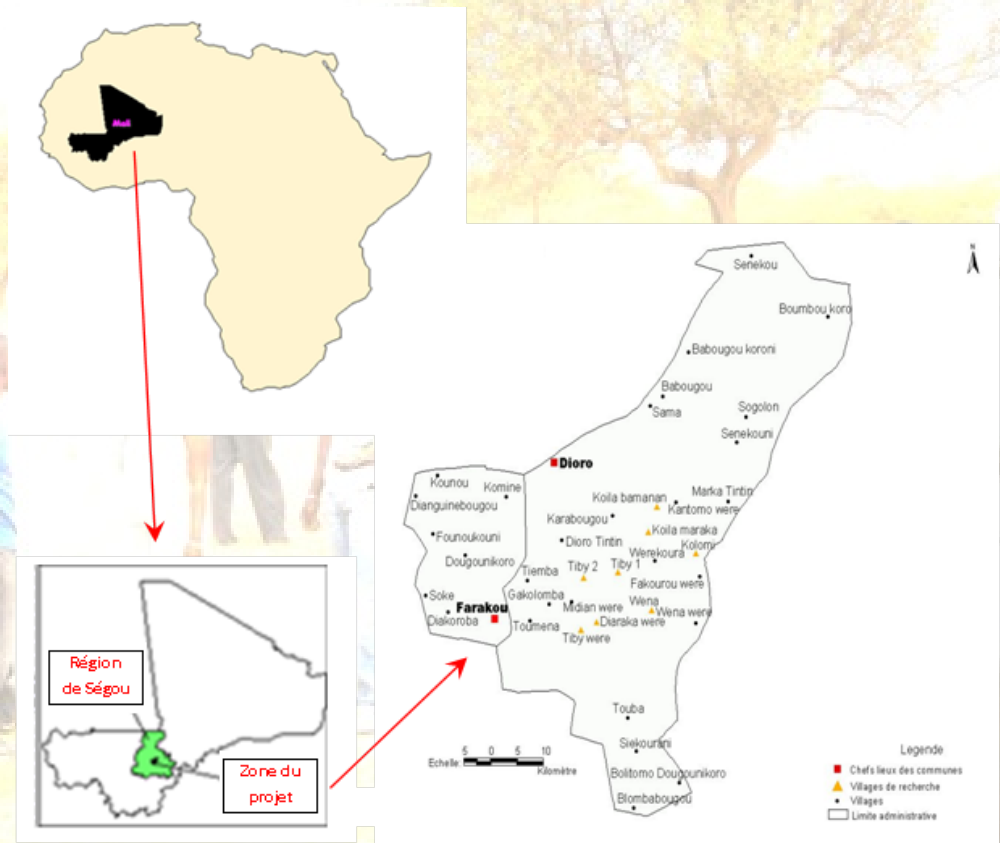 Mali
N
Senekou
Boumbou koro
Babougou koroni
Babougou
Sama
Sogolon
Senekouni
Dioro
Kounou
Komine
Dianguinebougou
Koila bamanan
Marka Tintin
Kantomo were
Karabougou
Koila maraka
Founoukouni
Dioro Tintin
Kolomi
Werekoura
Dougounikoro
Tiemba
Tiby 2
Tiby 1
Fakourou were
Soke
Gakolomba
Farakou
Midian were
Wena
Wena were
Diakoroba
Toumena
Diaraka were
Tiby were
Région
de Ségou
Touba
Siekourani
Bolitomo Dougounikoro
Blombabougou
Zone du
projet
5 0 5 10
Echelle:
Kilomètre
Legende
Chefs lieux des communes
Villages de recherche
Villages
Limite administrative